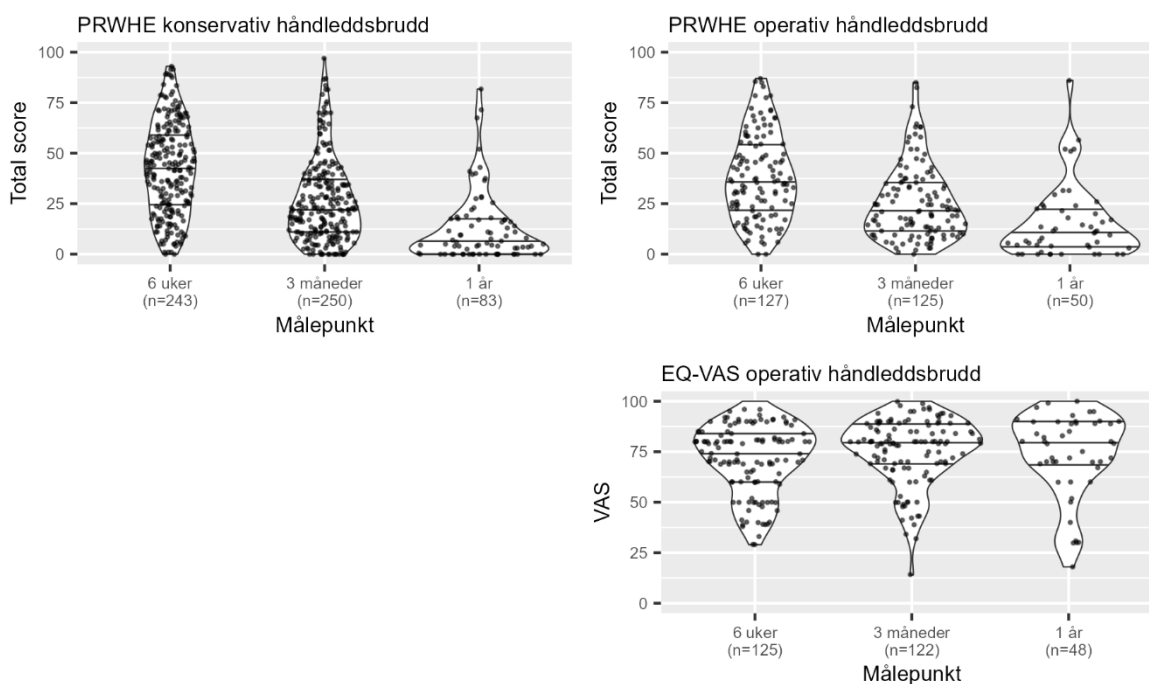 PRWHE konservativ håndleddsbrudd
100
75
50
25
0
Total score
6 uker
(n=243)
3 måneder
(n=250)
1 år
(n=83)
Målepunkt
PRWHE operativ håndleddsbrudd
100
75
50
25
0
Total score
6 uker
(n=127)
3 måneder
(n=125)
1 år
(n=50)
Målepunkt
EQ-VAS operativ håndleddsbrudd
100
75
50
25
0
VAS
6 uker
(n=125)
3 måneder
(n=122)
1 år
(n=48)
Målepunkt